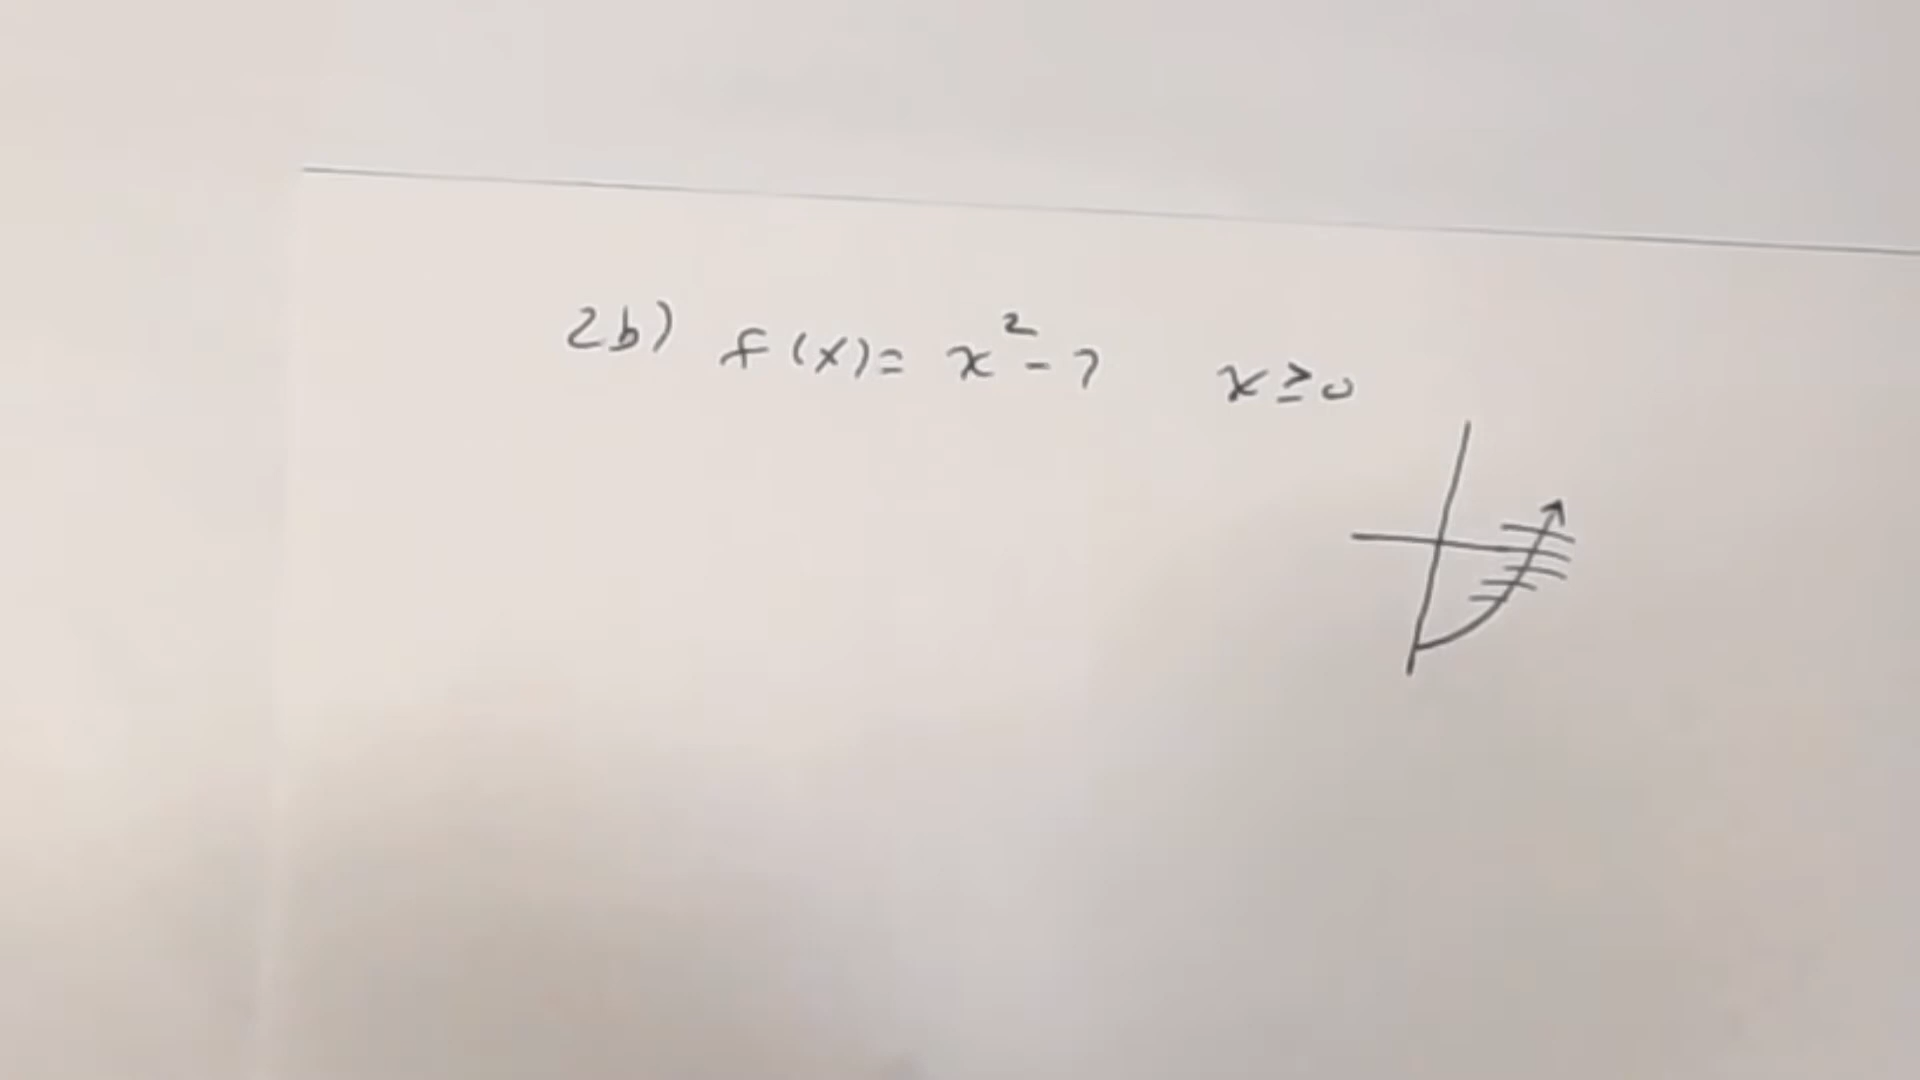 2b) f(x) = x² - 7 x ≥ 0